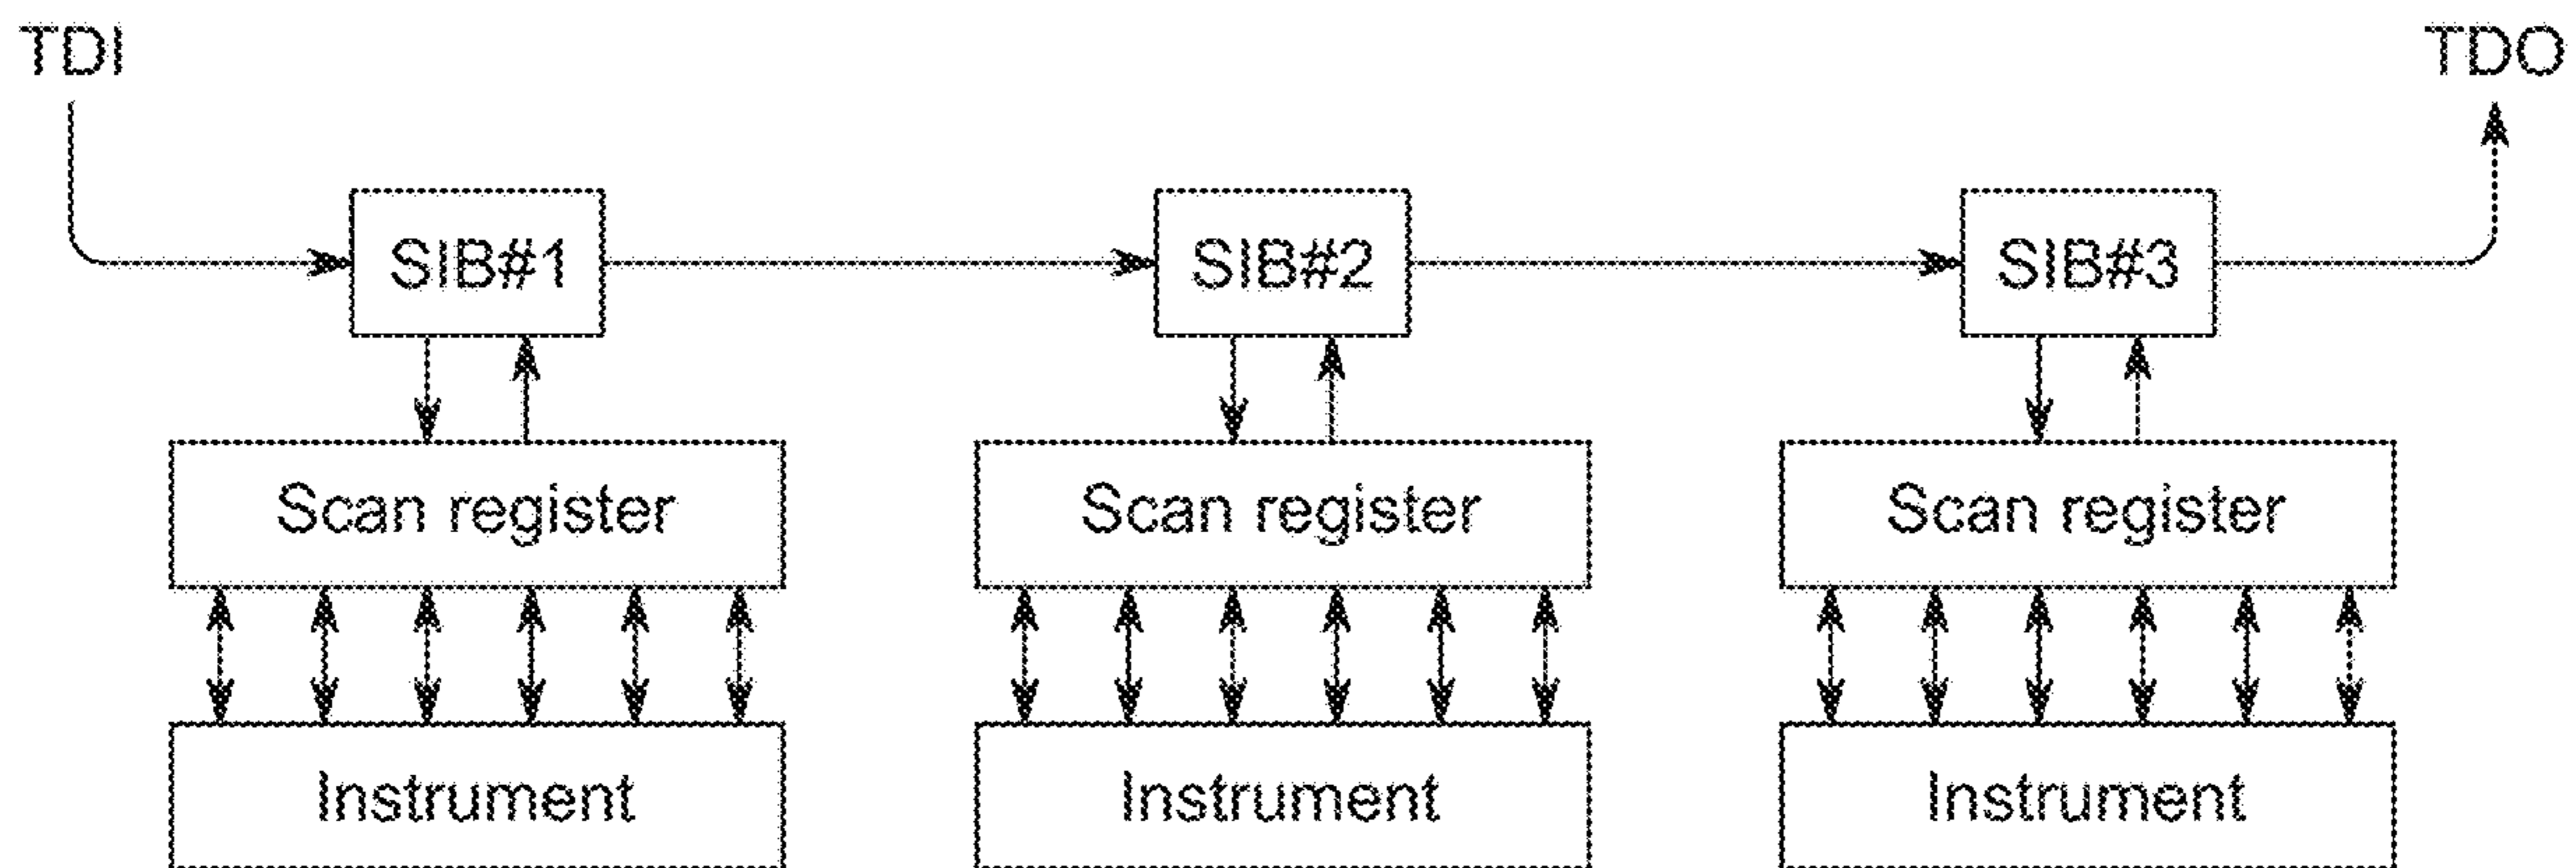 TDI
TDO
SIB#1
SIB#2
SIB#3
Scan register
Scan register
Scan register
Instrument
Instrument
Instrument